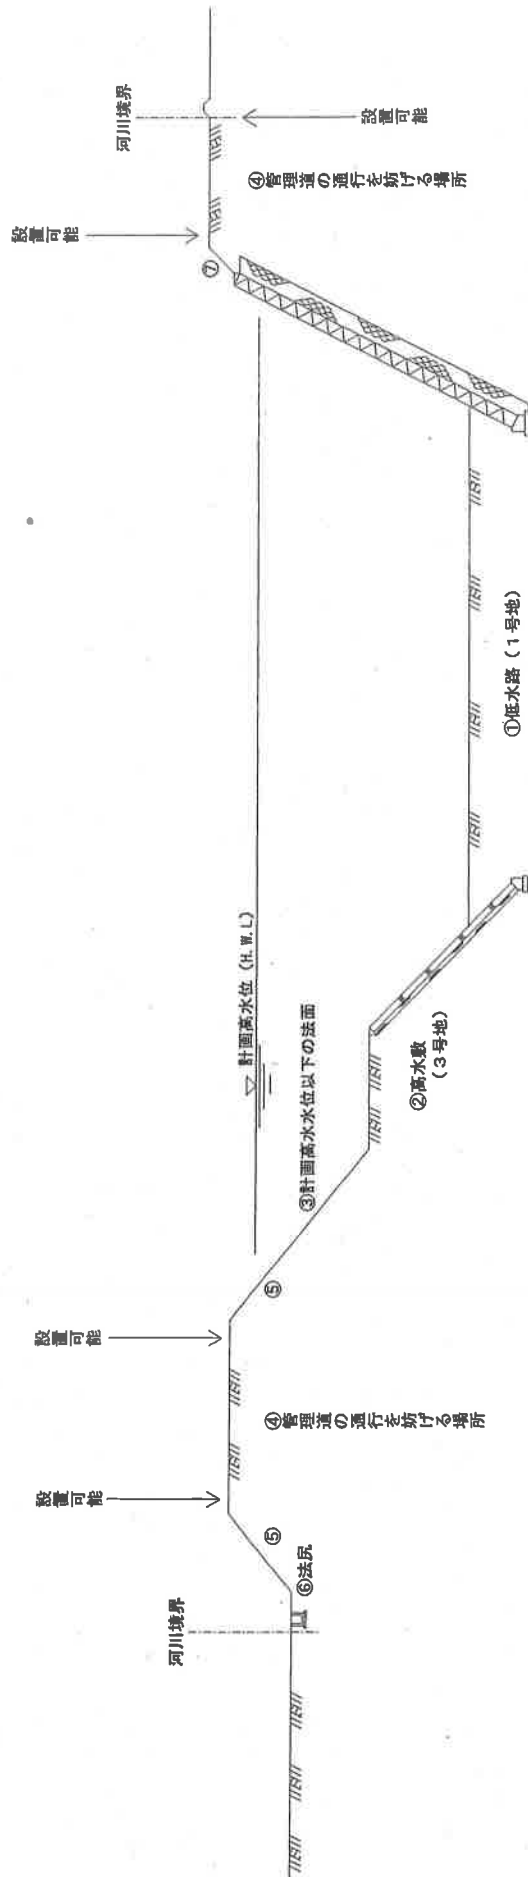 河川境界
設置
可能
設置
可能
④管理道の通行を妨げる場所
⑦
計画高水位 (H.W.L)
③計画高水水位以下の法面
②高水敷
(3号地)
①低水路(1号地)
⑤
設置
可能
④管理道の通行を妨げる場所
設置
可能
⑤
⑥法尻
河川境界